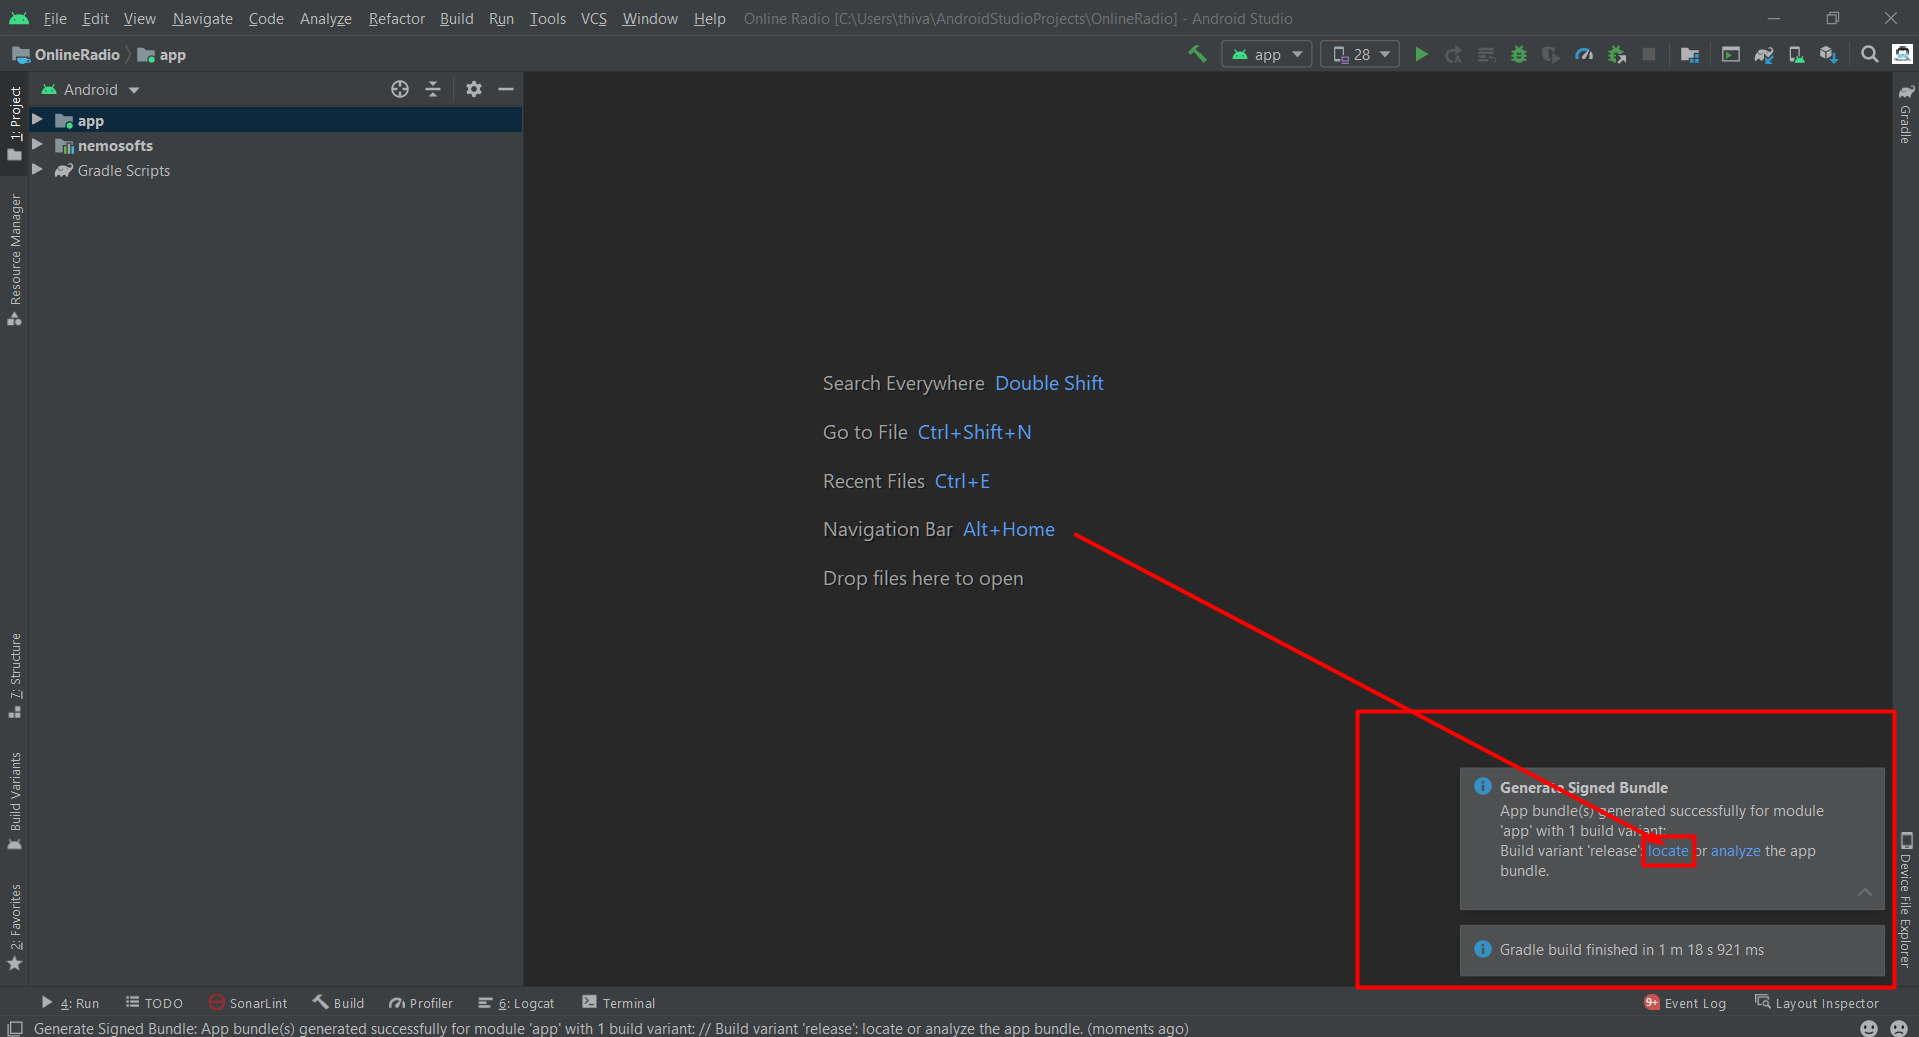 File Edit View Navigate Code Analyze Refactor Build Run Tools VCS Window Help Online Radio [C:\Users\thiva\AndroidStudioProjects\OnlineRadio] - Android Studio
OnlineRadio app
app
28
Android
app
nemosofts
Gradle Scripts
1: Project
Resource Manager
7: Structure
Build Variants
2: Favorites
Search Everywhere Double Shift
Go to File Ctrl+Shift+N
Recent Files Ctrl+E
Navigation Bar Alt+Home
Drop files here to open
Generate Signed Bundle
App bundle(s) generated successfully for module
'app' with 1 build variant:
Build variant 'release': locate or analyze the app
bundle.
Gradle build finished in 1 m 18 s 921 ms
Gradle
Device File Explorer
4: Run TODO SonarLint Build Profiler 6: Logcat Terminal
9+ Event Log Layout Inspector
Generate Signed Bundle: App bundle(s) generated successfully for module 'app' with 1 build variant: // Build variant 'release': locate or analyze the app bundle. (moments ago)